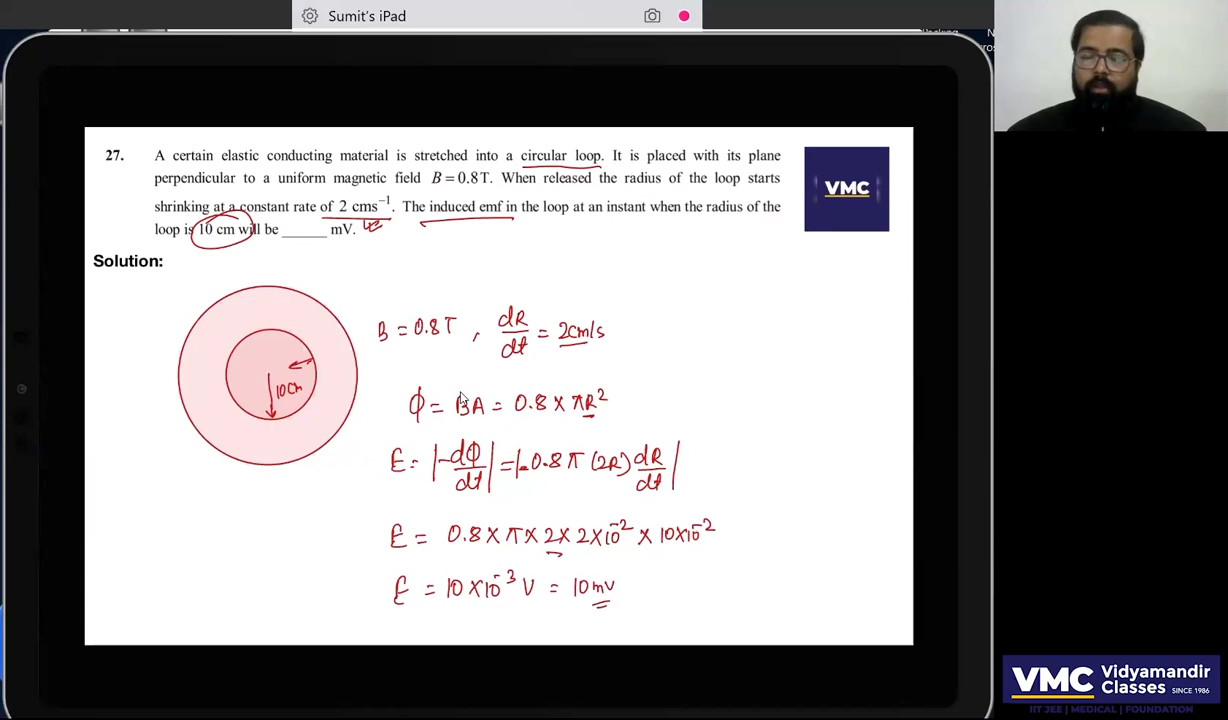 Sumit's iPad
27. A certain elastic conducting material is stretched into a circular loop. It is placed with its plane
perpendicular to a uniform magnetic field B = 0.8T. When released the radius of the loop starts
shrinking at a constant rate of 2 cms⁻¹. The induced emf in the loop at an instant when the radius of the
loop is 10 cm will be ______ mV.
VMC
Solution:
10cm
B = 0.8T , dR/dt = 2cm/s
ϕ = BA = 0.8 × πR²
E = |-dϕ/dt| = |-0.8π (2R) dR/dt|
E = 0.8 × π × 2 × 2×10⁻² × 10×10⁻²
E = 10×10⁻³ V = 10mv
VMC Vidyamandir Classes SINCE 1986
IIT JEE | MEDICAL | FOUNDATION